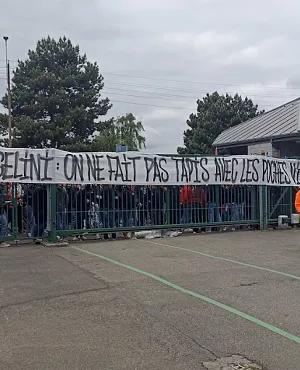 BELINI : ON NE FAIT PAS TAPIS AVEC LES POCHES